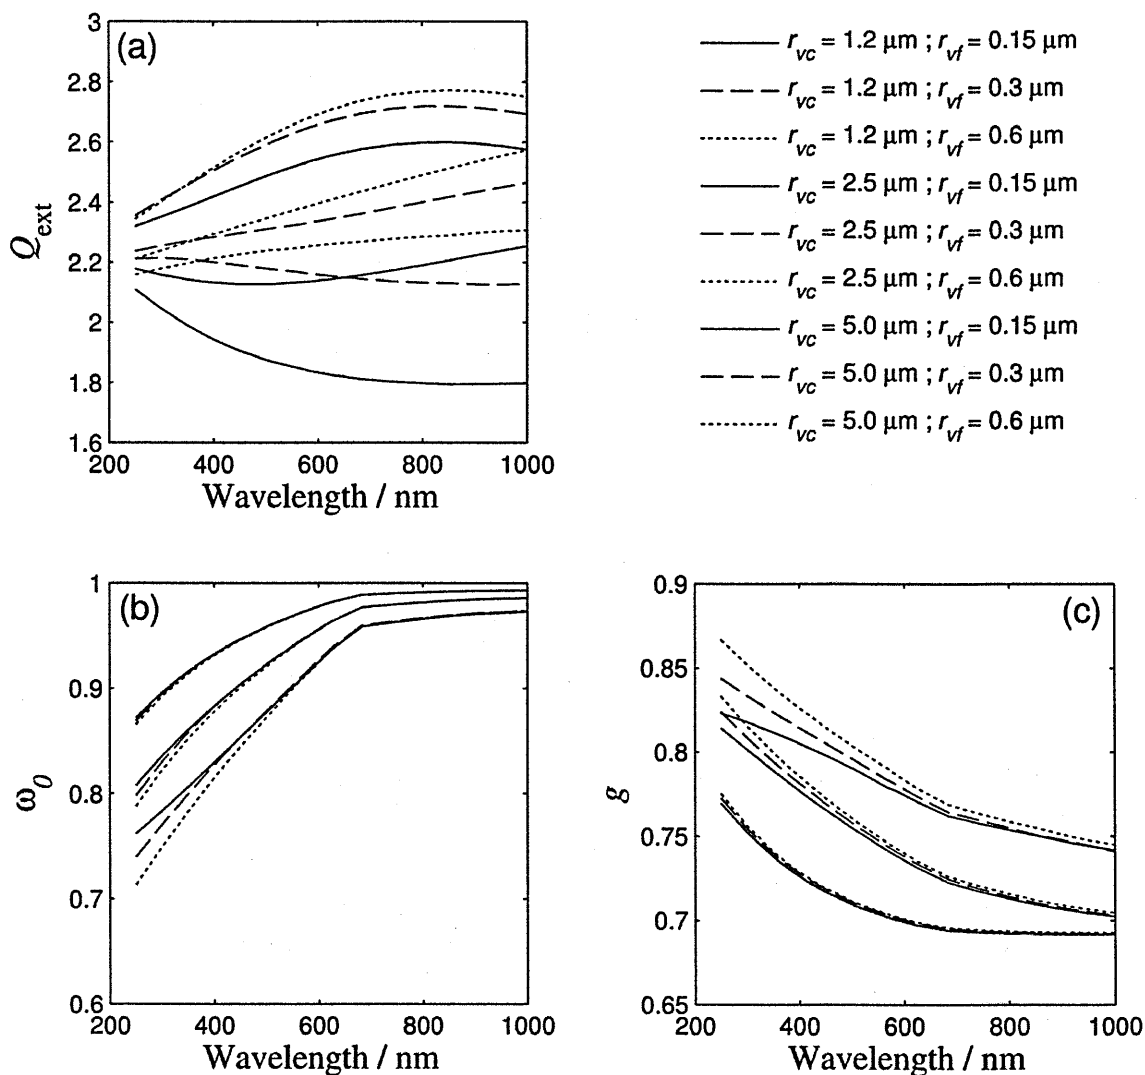 (a)
3
2.8
2.6
2.4
2.2
2
1.8
1.6
Q_ext
200 400 600 800 1000
Wavelength / nm
r_vc = 1.2 μm ; r_vf = 0.15 μm
r_vc = 1.2 μm ; r_vf = 0.3 μm
r_vc = 1.2 μm ; r_vf = 0.6 μm
r_vc = 2.5 μm ; r_vf = 0.15 μm
r_vc = 2.5 μm ; r_vf = 0.3 μm
r_vc = 2.5 μm ; r_vf = 0.6 μm
r_vc = 5.0 μm ; r_vf = 0.15 μm
r_vc = 5.0 μm ; r_vf = 0.3 μm
r_vc = 5.0 μm ; r_vf = 0.6 μm
(b)
1
0.9
0.8
0.7
0.6
ω_0
200 400 600 800 1000
Wavelength / nm
(c)
0.9
0.85
0.8
0.75
0.7
0.65
g
200 400 600 800 1000
Wavelength / nm